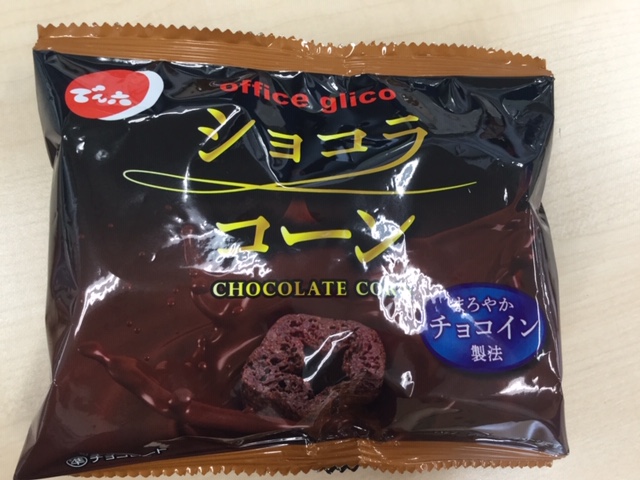 でん六
office glico
ショコラ
コーン
CHOCOLATE
まろやか
チョコイン
製法